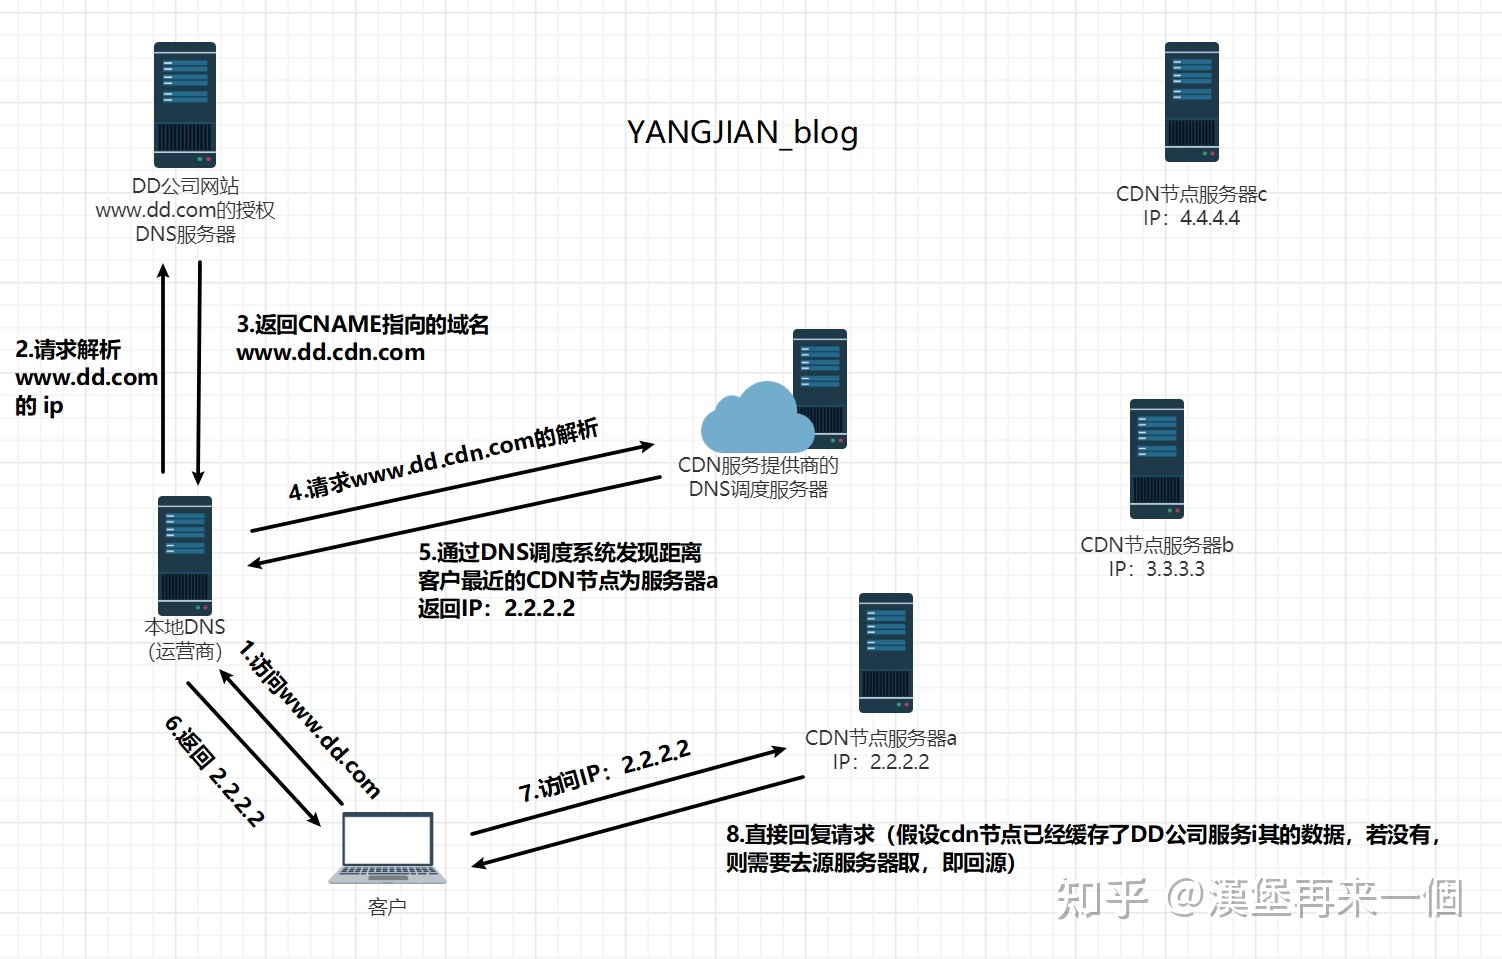 YANGJIAN_blog
DD公司网站
www.dd.com的授权
DNS服务器
CDN节点服务器c
IP：4.4.4.4
2.请求解析
www.dd.com
的 ip
3.返回CNAME指向的域名
www.dd.cdn.com
4.请求www.dd.cdn.com的解析
CDN服务提供商的
DNS调度服务器
CDN节点服务器b
IP：3.3.3.3
5.通过DNS调度系统发现距离
客户最近的CDN节点为服务器a
返回IP：2.2.2.2
本地DNS
（运营商）
1.访问www.dd.com
6.返回 2.2.2.2
CDN节点服务器a
IP：2.2.2.2
7.访问IP：2.2.2.2
8.直接回复请求（假设cdn节点已经缓存了DD公司服务i其的数据，若没有，
则需要去源服务器取，即回源）
客户
知乎 @漢堡再来一個